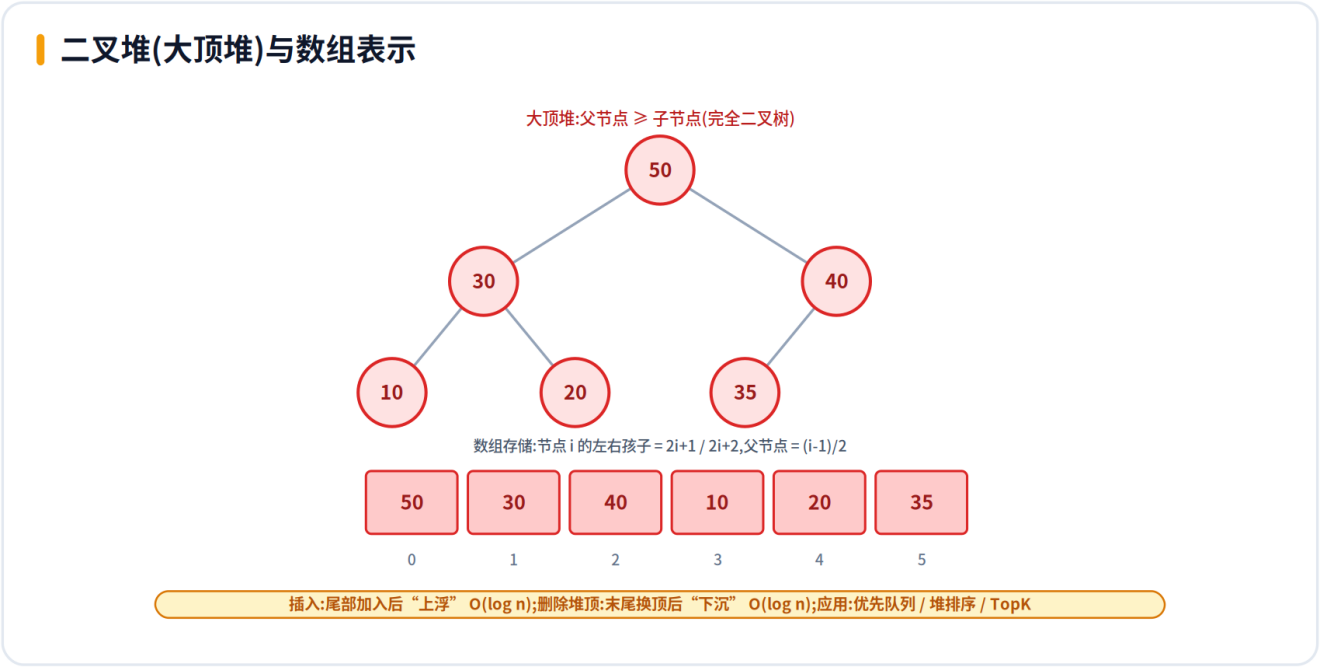 二叉堆(大顶堆)与数组表示
大顶堆:父节点 ⩾ 子节点(完全二叉树)
50
30 40
10 20 35
数组存储:节点 i 的左右孩子 = 2i+1 / 2i+2,父节点 = (i-1)/2
50 30 40 10 20 35
0 1 2 3 4 5
插入:尾部加入后“上浮” O(log n);删除堆顶:末尾换顶后“下沉” O(log n);应用:优先队列 / 堆排序 / TopK